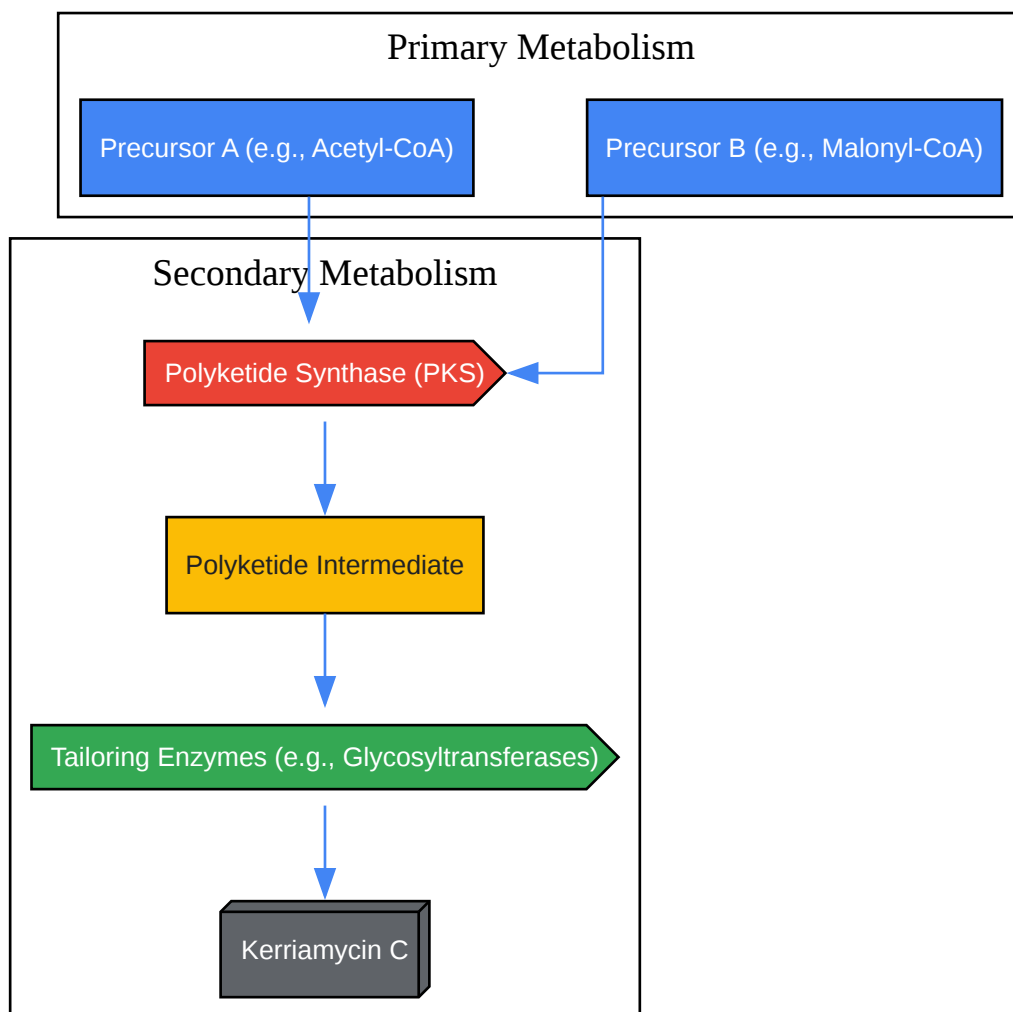 Primary Metabolism
Precursor A (e.g., Acetyl-CoA)
Precursor B (e.g., Malonyl-CoA)
Secondary Metabolism
Polyketide Synthase (PKS)
Polyketide Intermediate
Tailoring Enzymes (e.g., Glycosyltransferases)
Kerriamycin C